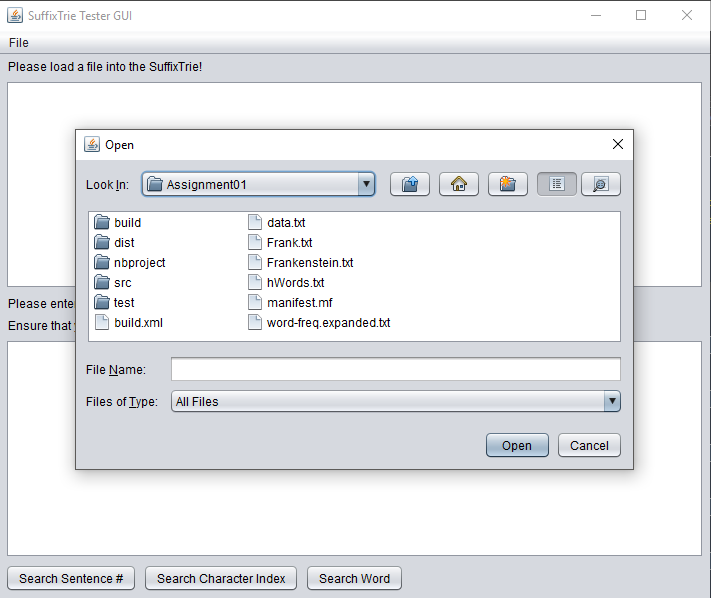 SuffixTrie Tester GUI
File
Please load a file into the SuffixTrie!
Open
Look In: Assignment01
build
dist
nbproject
src
test
build.xml
data.txt
Frank.txt
Frankenstein.txt
hWords.txt
manifest.mf
word-freq.expanded.txt
Please ente
Ensure that
File Name:
Files of Type: All Files
Open Cancel
Search Sentence # Search Character Index Search Word